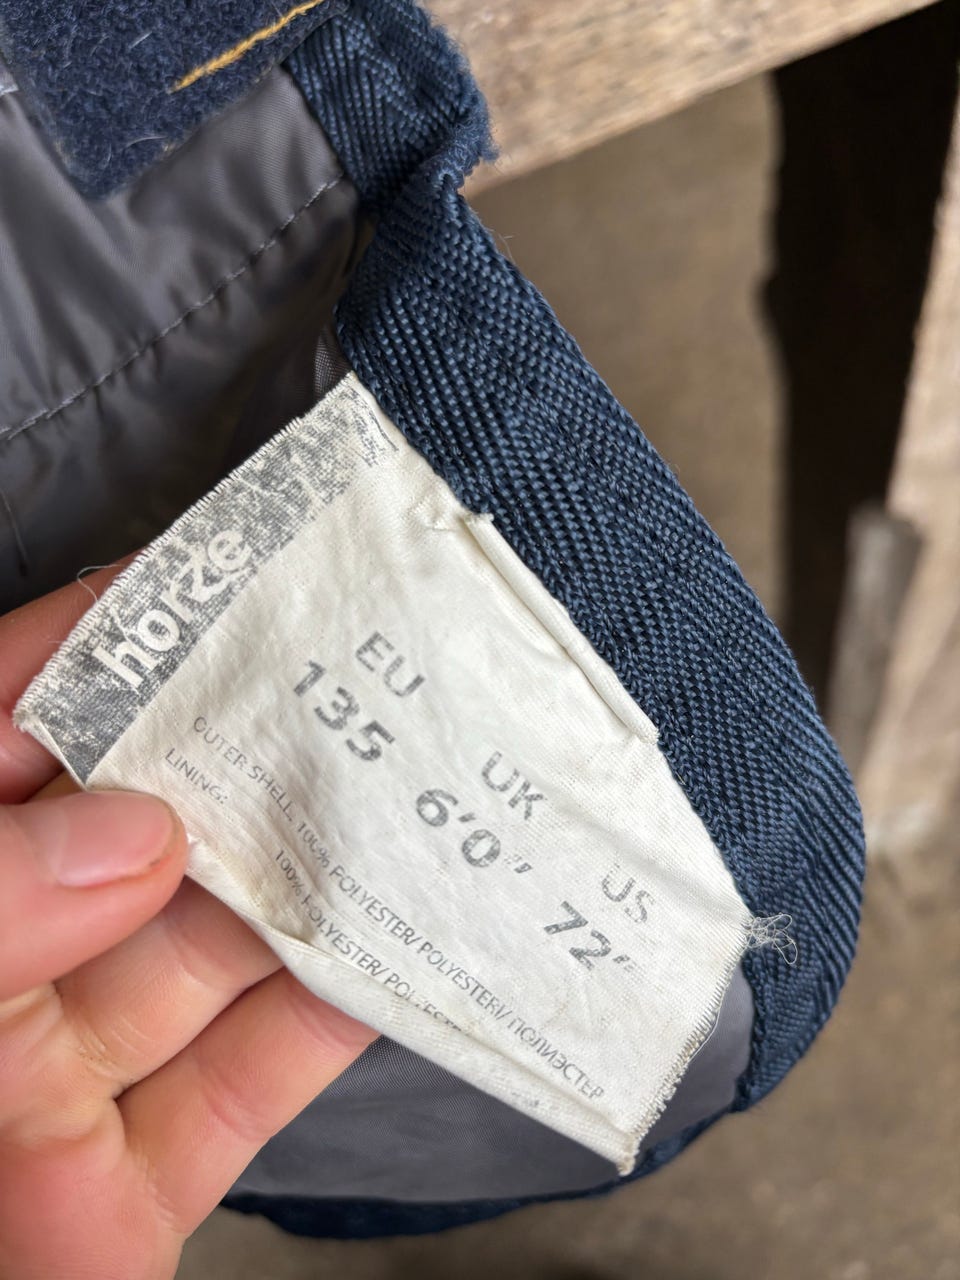 horze
EU
135
UK
6'0"
US
72"
OUTER SHELL: 100% POLYESTER/ POLYESTERI/ ПОЛИЭСТЕР
LINING: 100% POLYESTER/